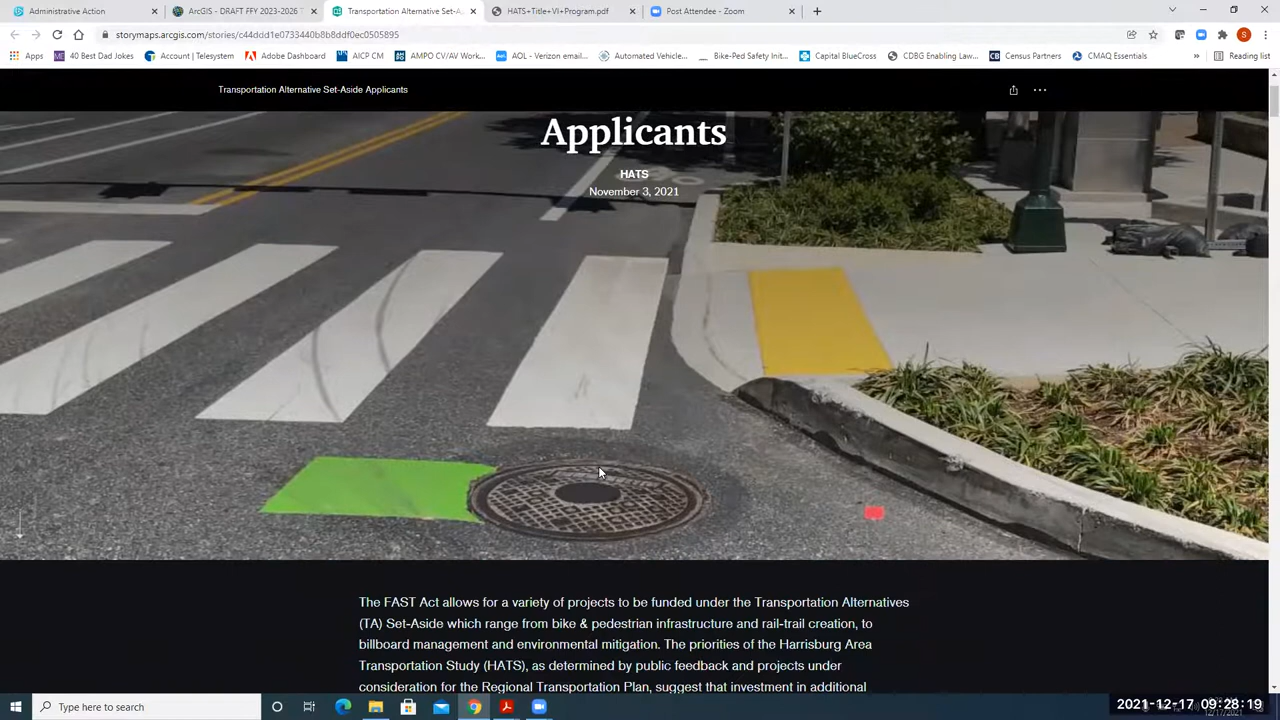 Administrative Action
ArcGIS - DRAFT FFY 2023-2026 T
Transportation Alternative Set-A
HATS+Title+VI+Program.pdf
Post Attendee - Zoom
storymaps.arcgis.com/stories/c44ddd1e0733440b8b8ddf0ec0505895
Apps
40 Best Dad Jokes
Account | Telesystem
Adobe Dashboard
AICP CM
AMPO CV/AV Work...
AOL - Verizon email...
Automated Vehicle...
Bike-Ped Safety Init...
Capital BlueCross
CDBG Enabling Law...
Census Partners
CMAQ Essentials
Reading list
Transportation Alternative Set-Aside Applicants
Applicants
HATS
November 3, 2021
The FAST Act allows for a variety of projects to be funded under the Transportation Alternatives
(TA) Set-Aside which range from bike & pedestrian infrastructure and rail-trail creation, to
billboard management and environmental mitigation. The priorities of the Harrisburg Area
Transportation Study (HATS), as determined by public feedback and projects under
consideration for the Regional Transportation Plan, suggest that investment in additional
Type here to search
2021-12-17 09:28:19